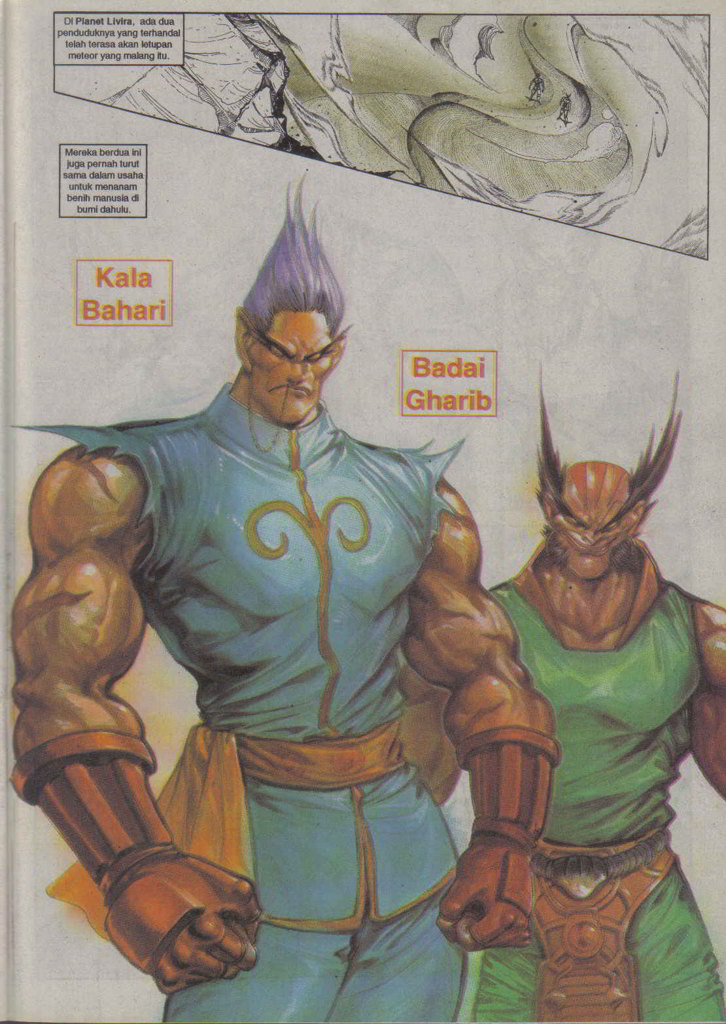 Di Planet Livira, ada dua
penduduknya yang terhandal
telah terasa akan letupan
meteor yang malang itu.
Mereka berdua ini
juga pernah turut
sama dalam usaha
untuk menanam
benih manusia di
bumi dahulu.
Kala
Bahari
Badai
Gharib